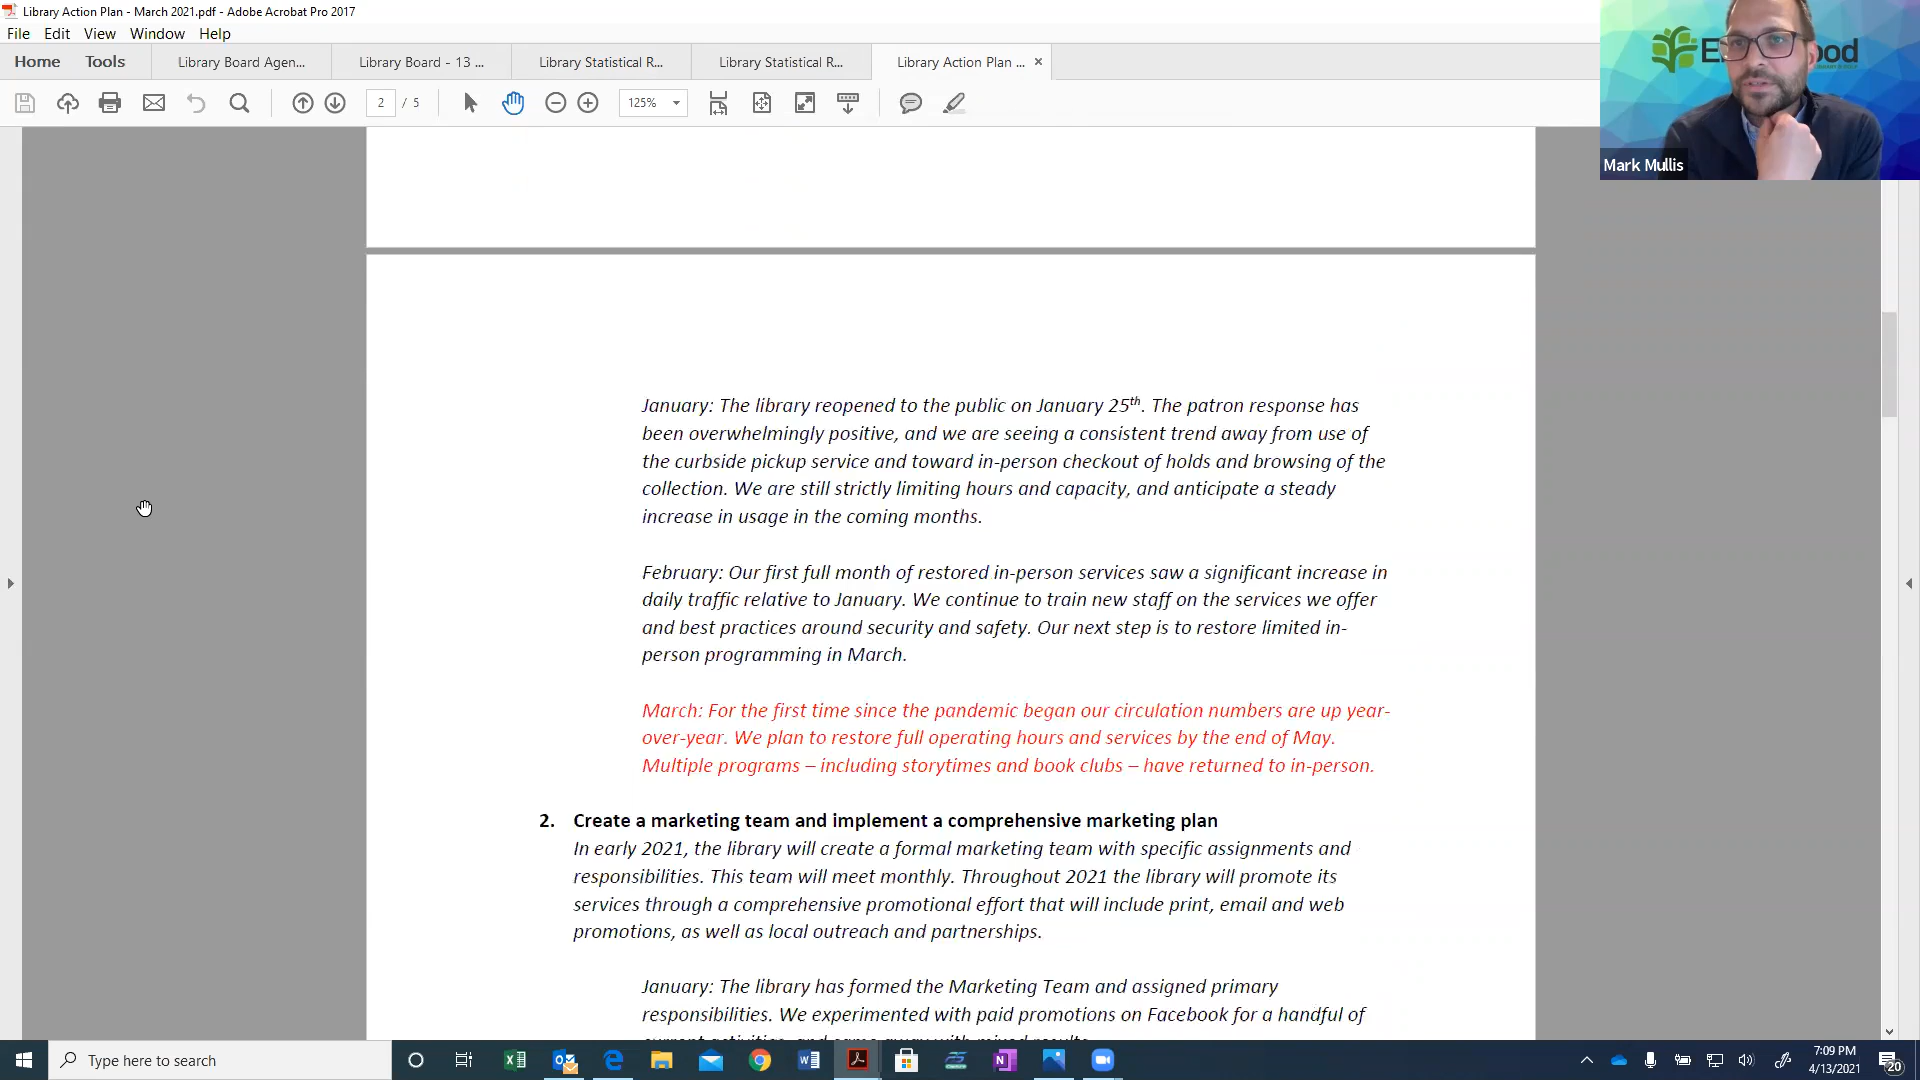 Library Action Plan - March 2021.pdf - Adobe Acrobat Pro 2017
File Edit View Window Help
Home Tools Library Board Agen... Library Board - 13 ... Library Statistical R... Library Statistical R... Library Action Plan ... ×
2 / 5 125%
Mark Mullis
January: The library reopened to the public on January 25th. The patron response has
been overwhelmingly positive, and we are seeing a consistent trend away from use of
the curbside pickup service and toward in-person checkout of holds and browsing of the
collection. We are still strictly limiting hours and capacity, and anticipate a steady
increase in usage in the coming months.
February: Our first full month of restored in-person services saw a significant increase in
daily traffic relative to January. We continue to train new staff on the services we offer
and best practices around security and safety. Our next step is to restore limited in-
person programming in March.
March: For the first time since the pandemic began our circulation numbers are up year-
over-year. We plan to restore full operating hours and services by the end of May.
Multiple programs – including storytimes and book clubs – have returned to in-person.
2. Create a marketing team and implement a comprehensive marketing plan
In early 2021, the library will create a formal marketing team with specific assignments and
responsibilities. This team will meet monthly. Throughout 2021 the library will promote its
services through a comprehensive promotional effort that will include print, email and web
promotions, as well as local outreach and partnerships.
January: The library has formed the Marketing Team and assigned primary
responsibilities. We experimented with paid promotions on Facebook for a handful of
Type here to search
7:09 PM
4/13/2021
20